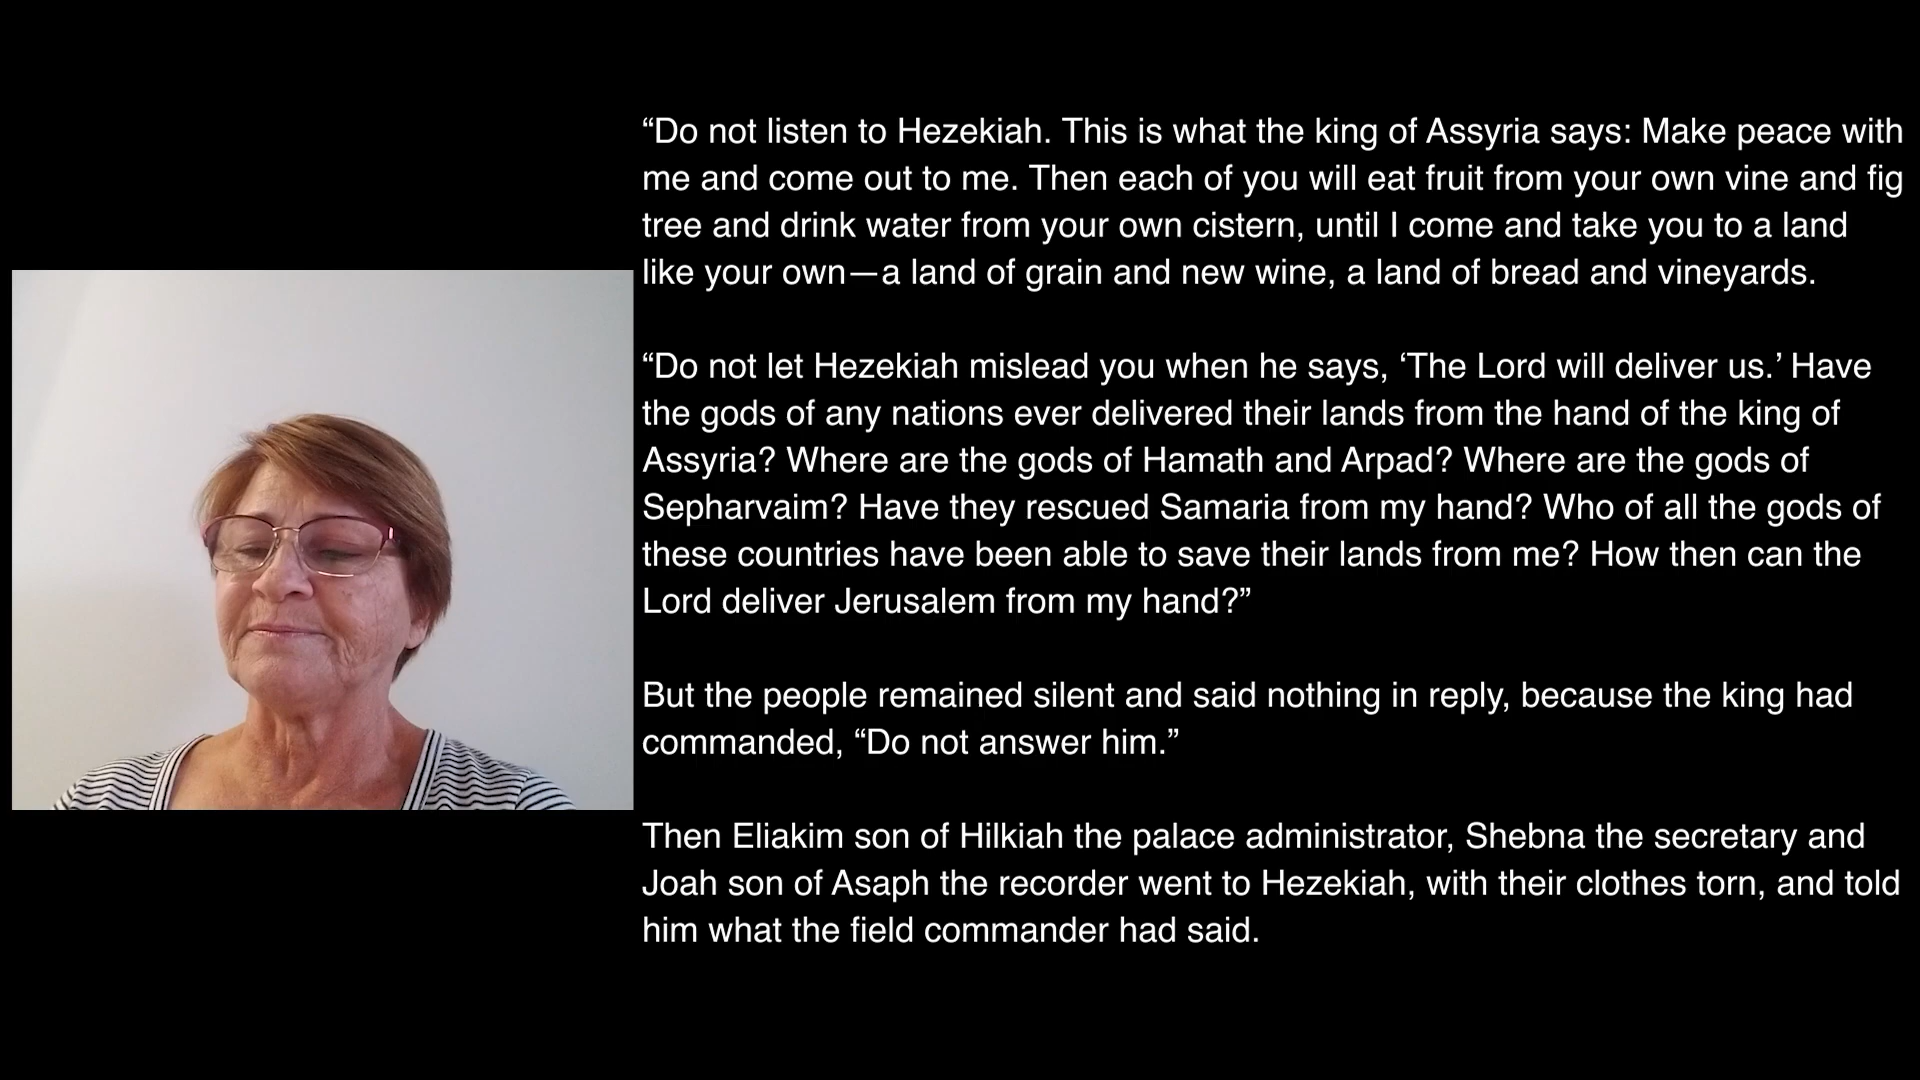 “Do not listen to Hezekiah. This is what the king of Assyria says: Make peace with
me and come out to me. Then each of you will eat fruit from your own vine and fig
tree and drink water from your own cistern, until I come and take you to a land
like your own—a land of grain and new wine, a land of bread and vineyards.
“Do not let Hezekiah mislead you when he says, ‘The Lord will deliver us.’ Have
the gods of any nations ever delivered their lands from the hand of the king of
Assyria? Where are the gods of Hamath and Arpad? Where are the gods of
Sepharvaim? Have they rescued Samaria from my hand? Who of all the gods of
these countries have been able to save their lands from me? How then can the
Lord deliver Jerusalem from my hand?”
But the people remained silent and said nothing in reply, because the king had
commanded, “Do not answer him.”
Then Eliakim son of Hilkiah the palace administrator, Shebna the secretary and
Joah son of Asaph the recorder went to Hezekiah, with their clothes torn, and told
him what the field commander had said.